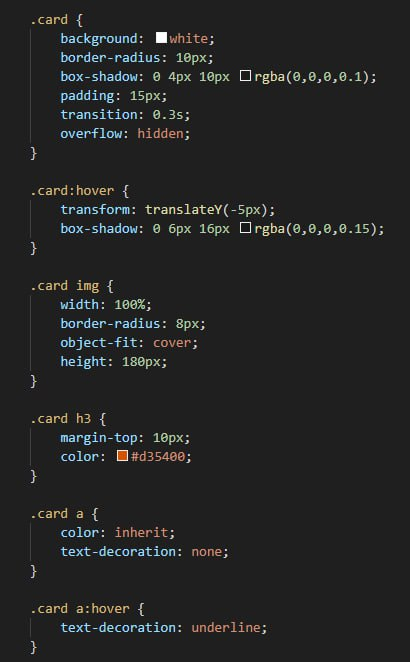 .card {
    background: white;
    border-radius: 10px;
    box-shadow: 0 4px 10px rgba(0,0,0,0.1);
    padding: 15px;
    transition: 0.3s;
    overflow: hidden;
}

.card:hover {
    transform: translateY(-5px);
    box-shadow: 0 6px 16px rgba(0,0,0,0.15);
}

.card img {
    width: 100%;
    border-radius: 8px;
    object-fit: cover;
    height: 180px;
}

.card h3 {
    margin-top: 10px;
    color: #d35400;
}

.card a {
    color: inherit;
    text-decoration: none;
}

.card a:hover {
    text-decoration: underline;
}